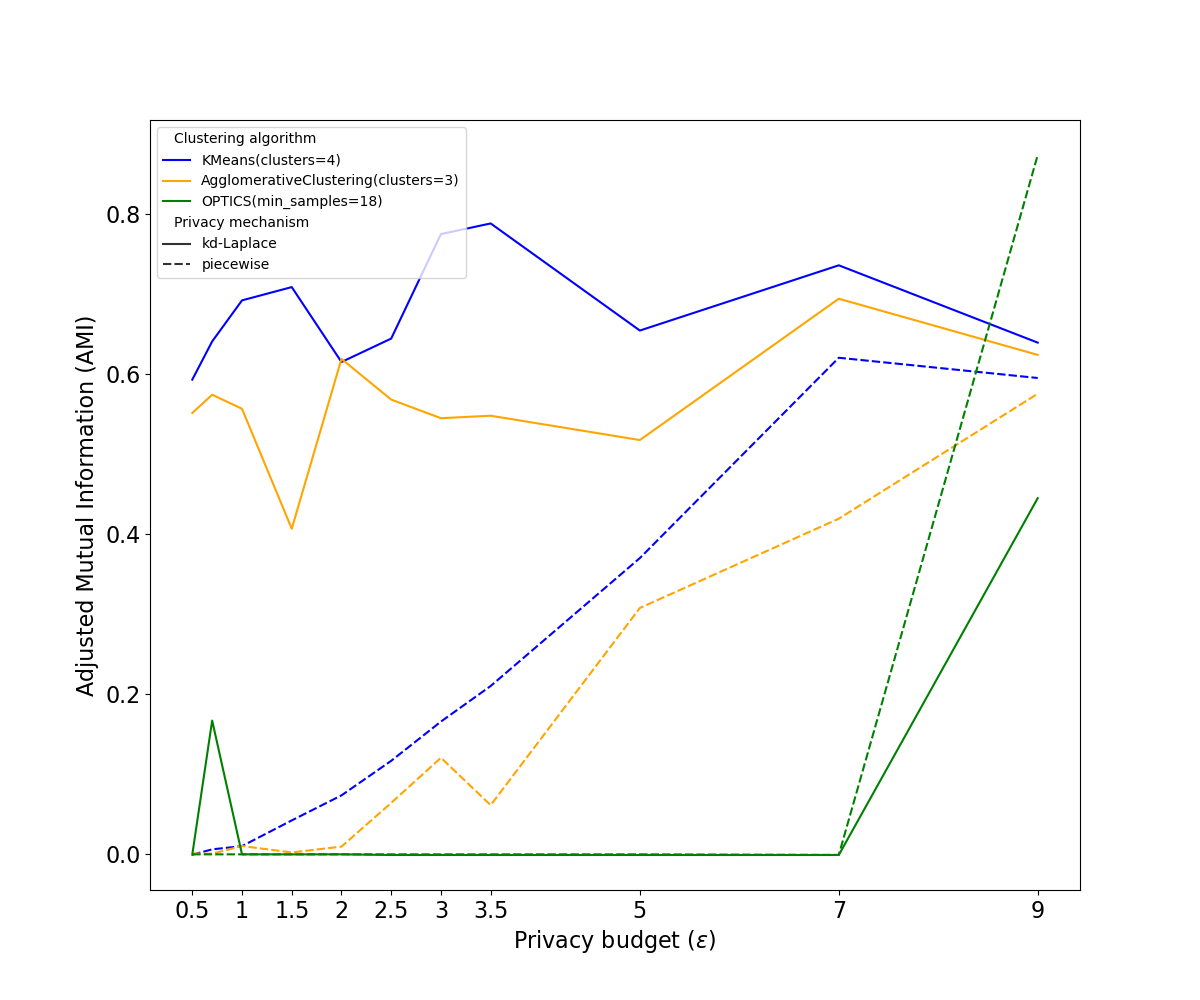 Clustering algorithm
KMeans(clusters=4)
AgglomerativeClustering(clusters=3)
OPTICS(min_samples=18)
Privacy mechanism
kd-Laplace
piecewise
Adjusted Mutual Information (AMI)
0.8
0.6
0.4
0.2
0.0
0.5 1 1.5 2 2.5 3 3.5 5 7 9
Privacy budget (ε)